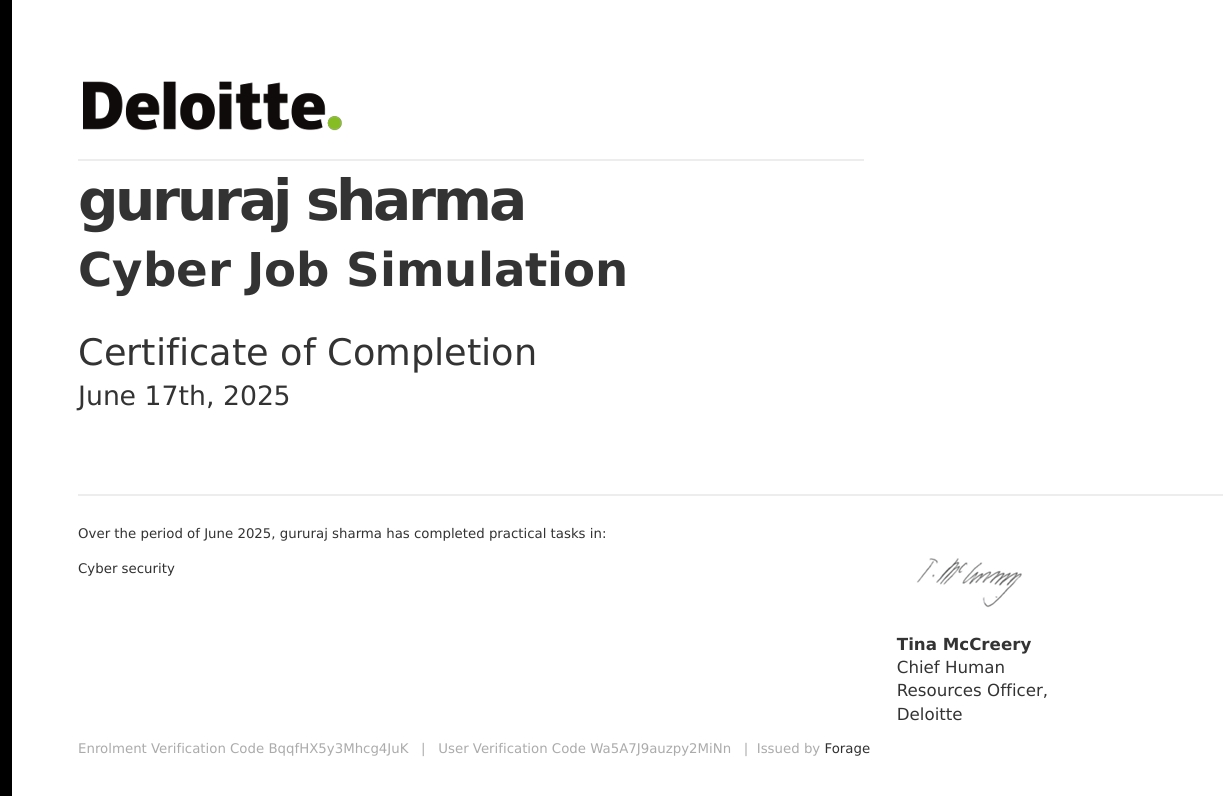 Deloitte.
gururaj sharma
Cyber Job Simulation
Certificate of Completion
June 17th, 2025
Over the period of June 2025, gururaj sharma has completed practical tasks in:
Cyber security
T. McCreery
Tina McCreery
Chief Human
Resources Officer,
Deloitte
Enrolment Verification Code BqqfHX5y3Mhcg4JuK | User Verification Code Wa5A7J9auzpy2MiNn | Issued by Forage